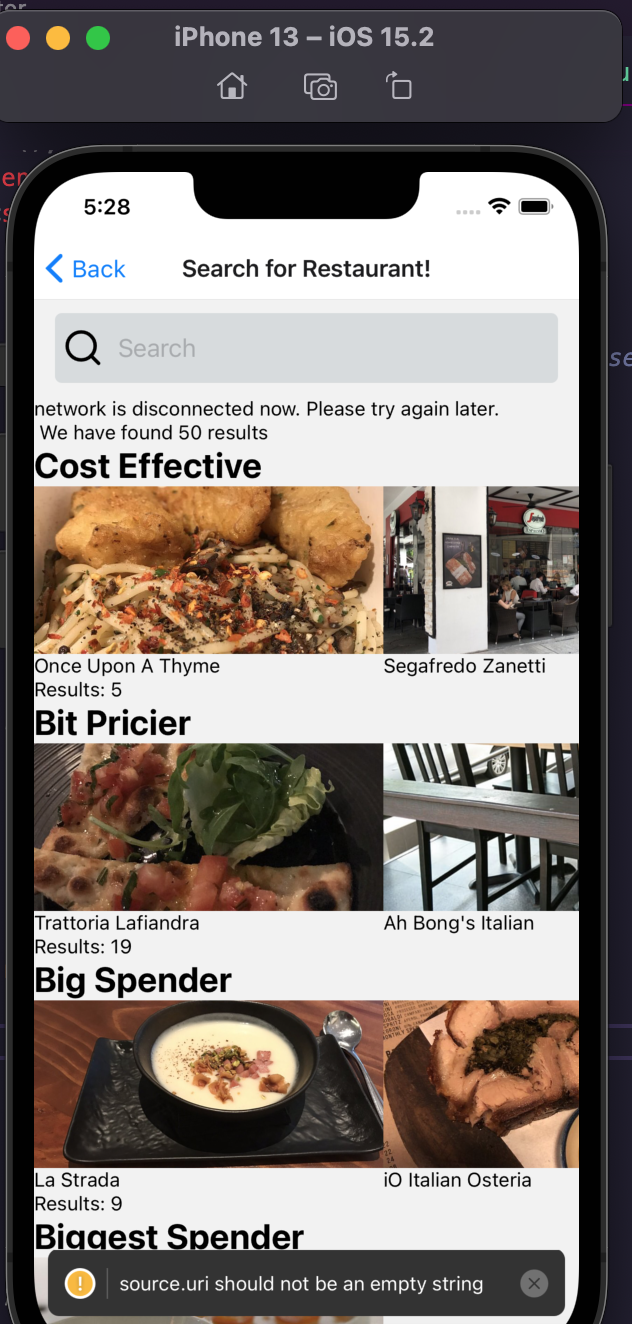 iPhone 13 – iOS 15.2
5:28
Back
Search for Restaurant!
Search
network is disconnected now. Please try again later.
We have found 50 results
Cost Effective
Once Upon A Thyme
Segafredo Zanetti
Results: 5
Bit Pricier
Trattoria Lafiandra
Ah Bong's Italian
Results: 19
Big Spender
La Strada
iO Italian Osteria
Results: 9
Biggest Spender
source.uri should not be an empty string